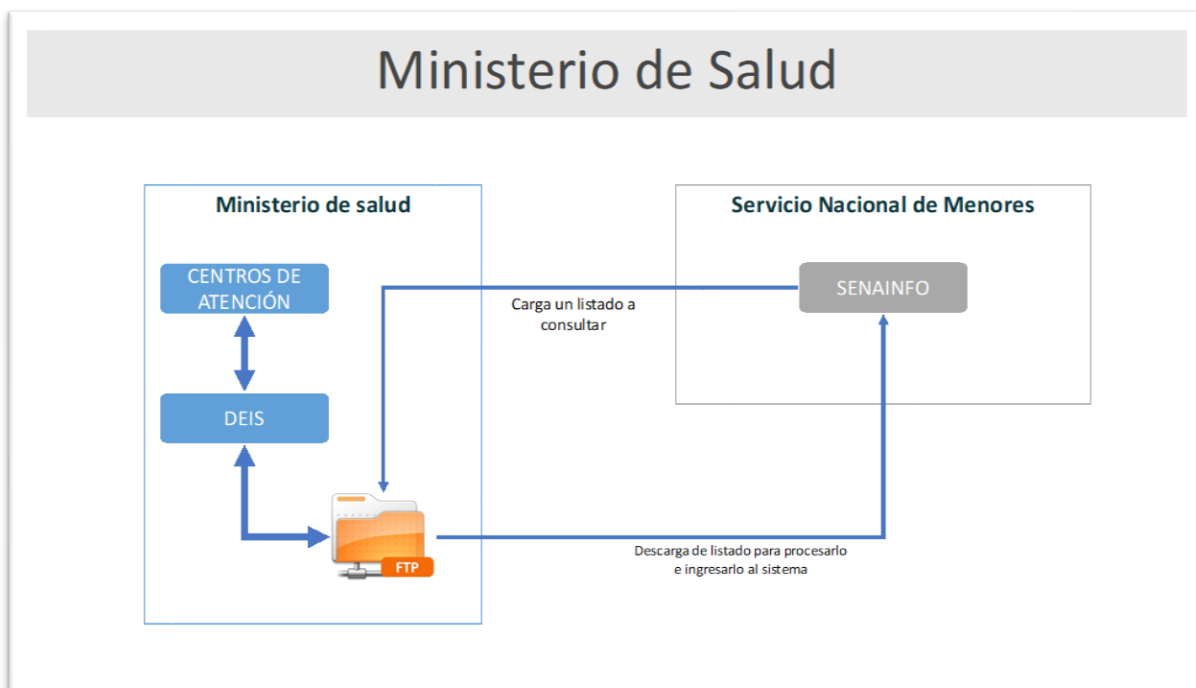 Ministerio de Salud
Ministerio de salud
Servicio Nacional de Menores
CENTROS DE
ATENCIÓN
SENAINFO
Carga un listado a
consultar
DEIS
FTP
Descarga de listado para procesarlo
e ingresarlo al sistema